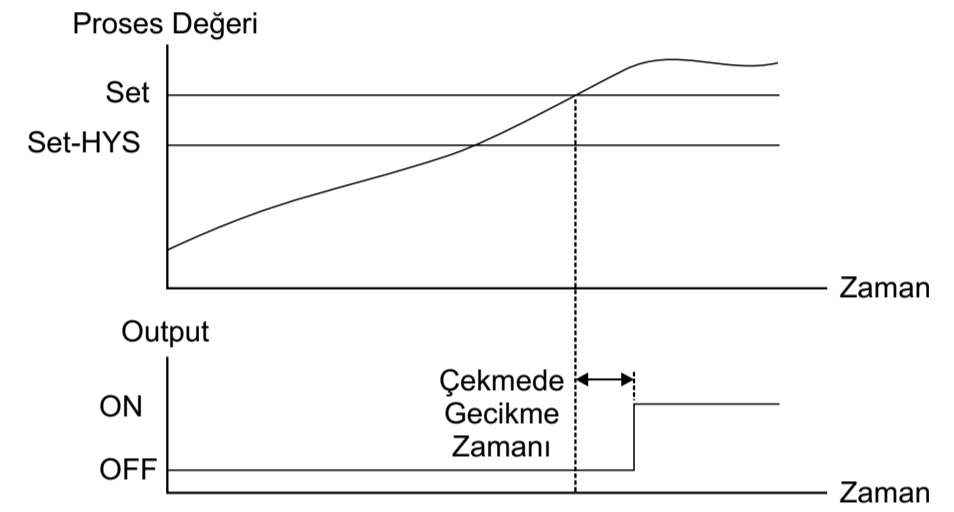 Proses Değeri
Set
Set-HYS
Zaman
Output
Çekmede
Gecikme
Zamanı
ON
OFF
Zaman